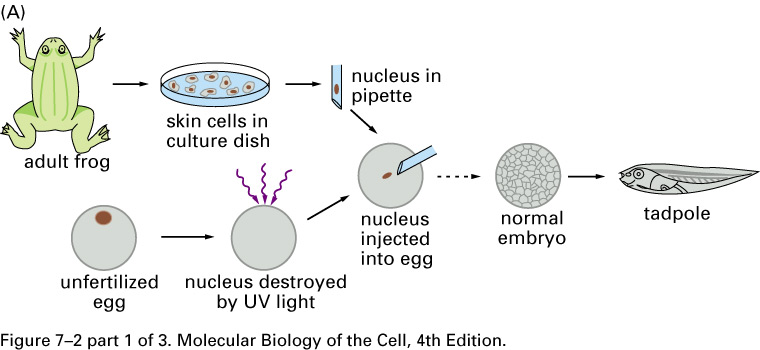 (A)
adult frog
skin cells in
culture dish
nucleus in
pipette
unfertilized
egg
nucleus destroyed
by UV light
nucleus
injected
into egg
normal
embryo
tadpole
Figure 7–2 part 1 of 3. Molecular Biology of the Cell, 4th Edition.